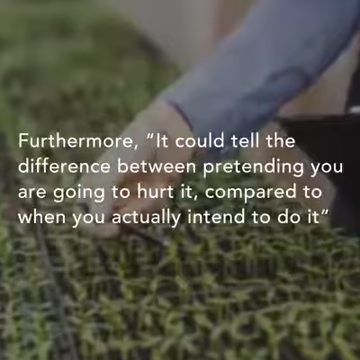 Furthermore, “It could tell the
difference between pretending you
are going to hurt it, compared to
when you actually intend to do it”